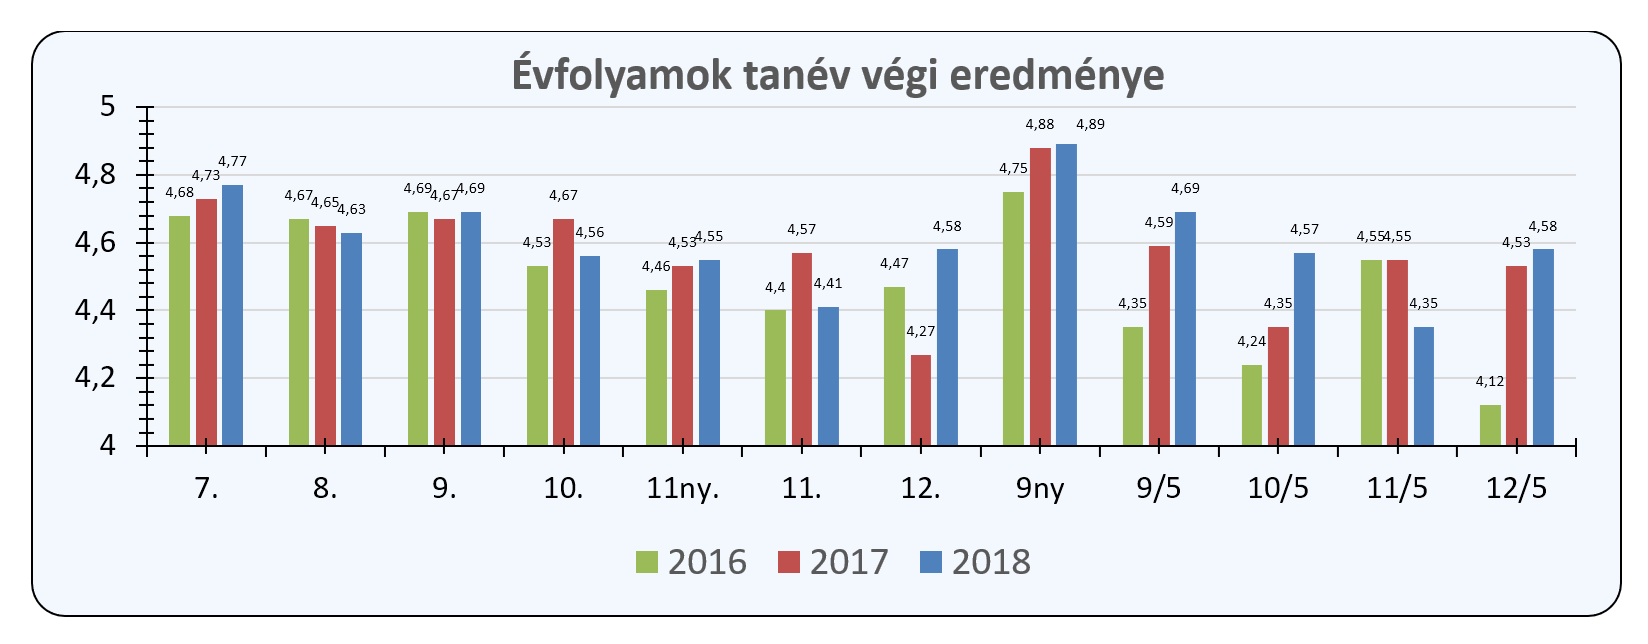 Évfolyamok tanév végi eredménye
5
4,8
4,6
4,4
4,2
4
4,68 4,73 4,77
4,67 4,65 4,63
4,69 4,67 4,69
4,53 4,67 4,56
4,46 4,53 4,55
4,4 4,57 4,41
4,47 4,27 4,58
4,75 4,88 4,89
4,35 4,59 4,69
4,24 4,35 4,57
4,55 4,55 4,35
4,12 4,53 4,58
7. 8. 9. 10. 11ny. 11. 12. 9ny 9/5 10/5 11/5 12/5
2016 2017 2018